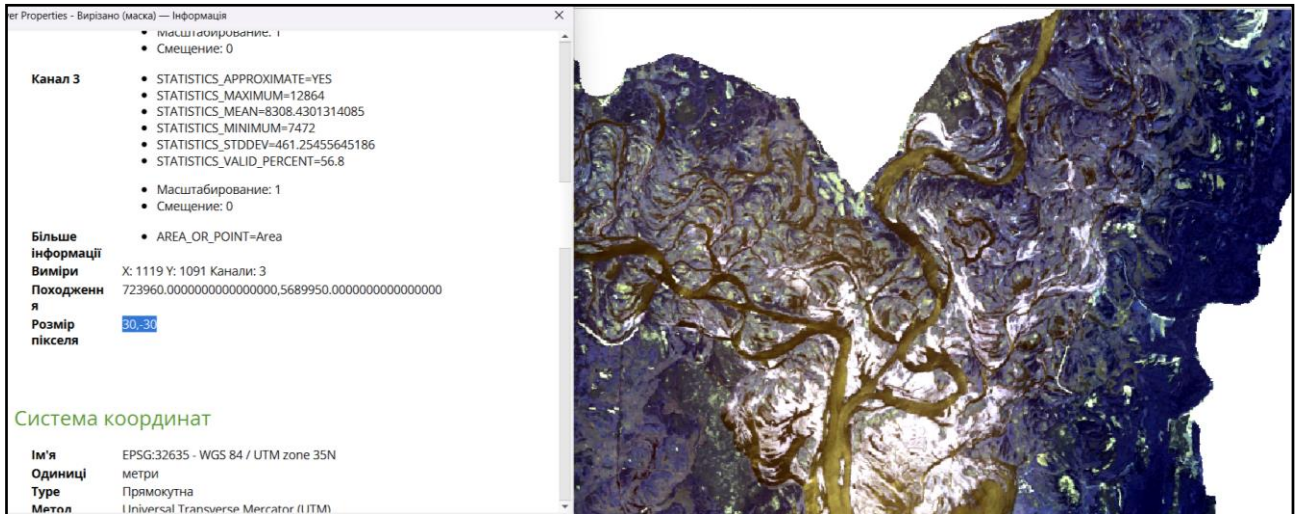 er Properties - Вирізано (маска) — Інформація
• Масштабирование: 1
• Смещение: 0
Канал 3 • STATISTICS_APPROXIMATE=YES
• STATISTICS_MAXIMUM=12864
• STATISTICS_MEAN=8308.4301314085
• STATISTICS_MINIMUM=7472
• STATISTICS_STDDEV=461.25455645186
• STATISTICS_VALID_PERCENT=56.8
• Масштабирование: 1
• Смещение: 0
Більше • AREA_OR_POINT=Area
інформації
Виміри X: 1119 Y: 1091 Канали: 3
Походженн 723960.0000000000000000,5689950.0000000000000000
я
Розмір 30,-30
пікселя
Система координат
Ім'я EPSG:32635 - WGS 84 / UTM zone 35N
Одиниці метри
Type Прямокутна
Метод Universal Transverse Mercator (UTM)